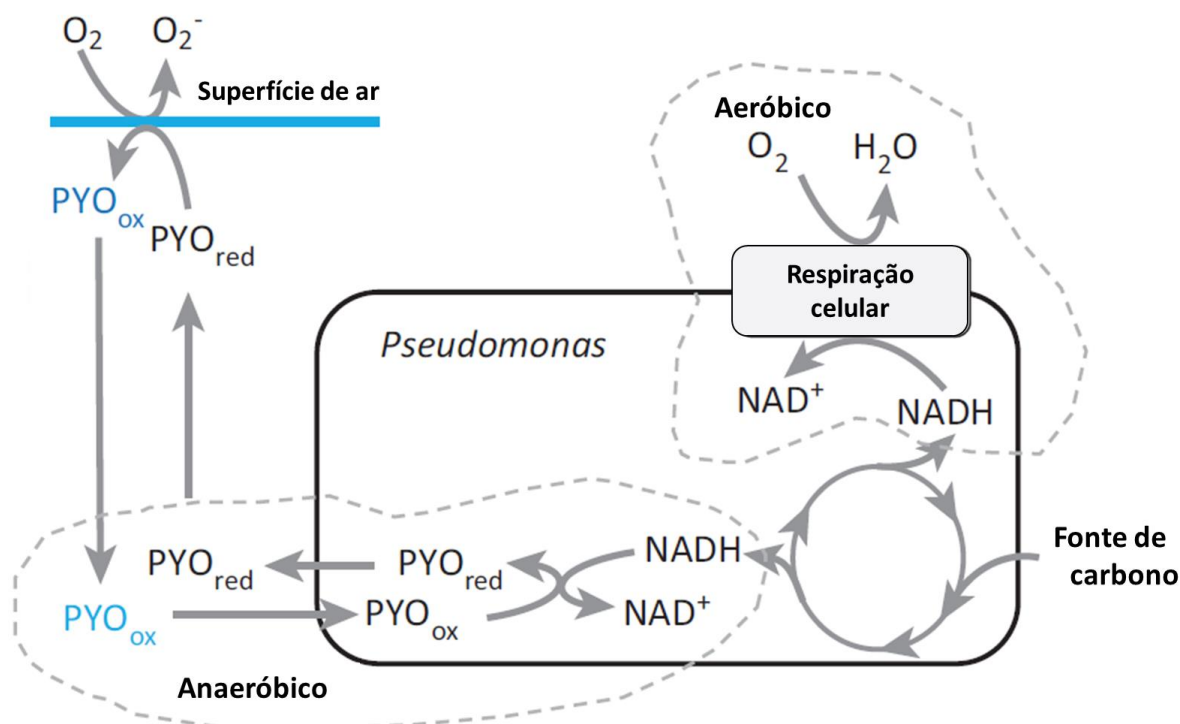 O₂ O₂⁻
Superfície de ar
PYOox
PYOred
Aeróbico
O₂ H₂O
Respiração
celular
NAD⁺
NADH
Pseudomonas
Fonte de
carbono
PYOred PYOred NADH
PYOox PYOox NAD⁺
Anaeróbico